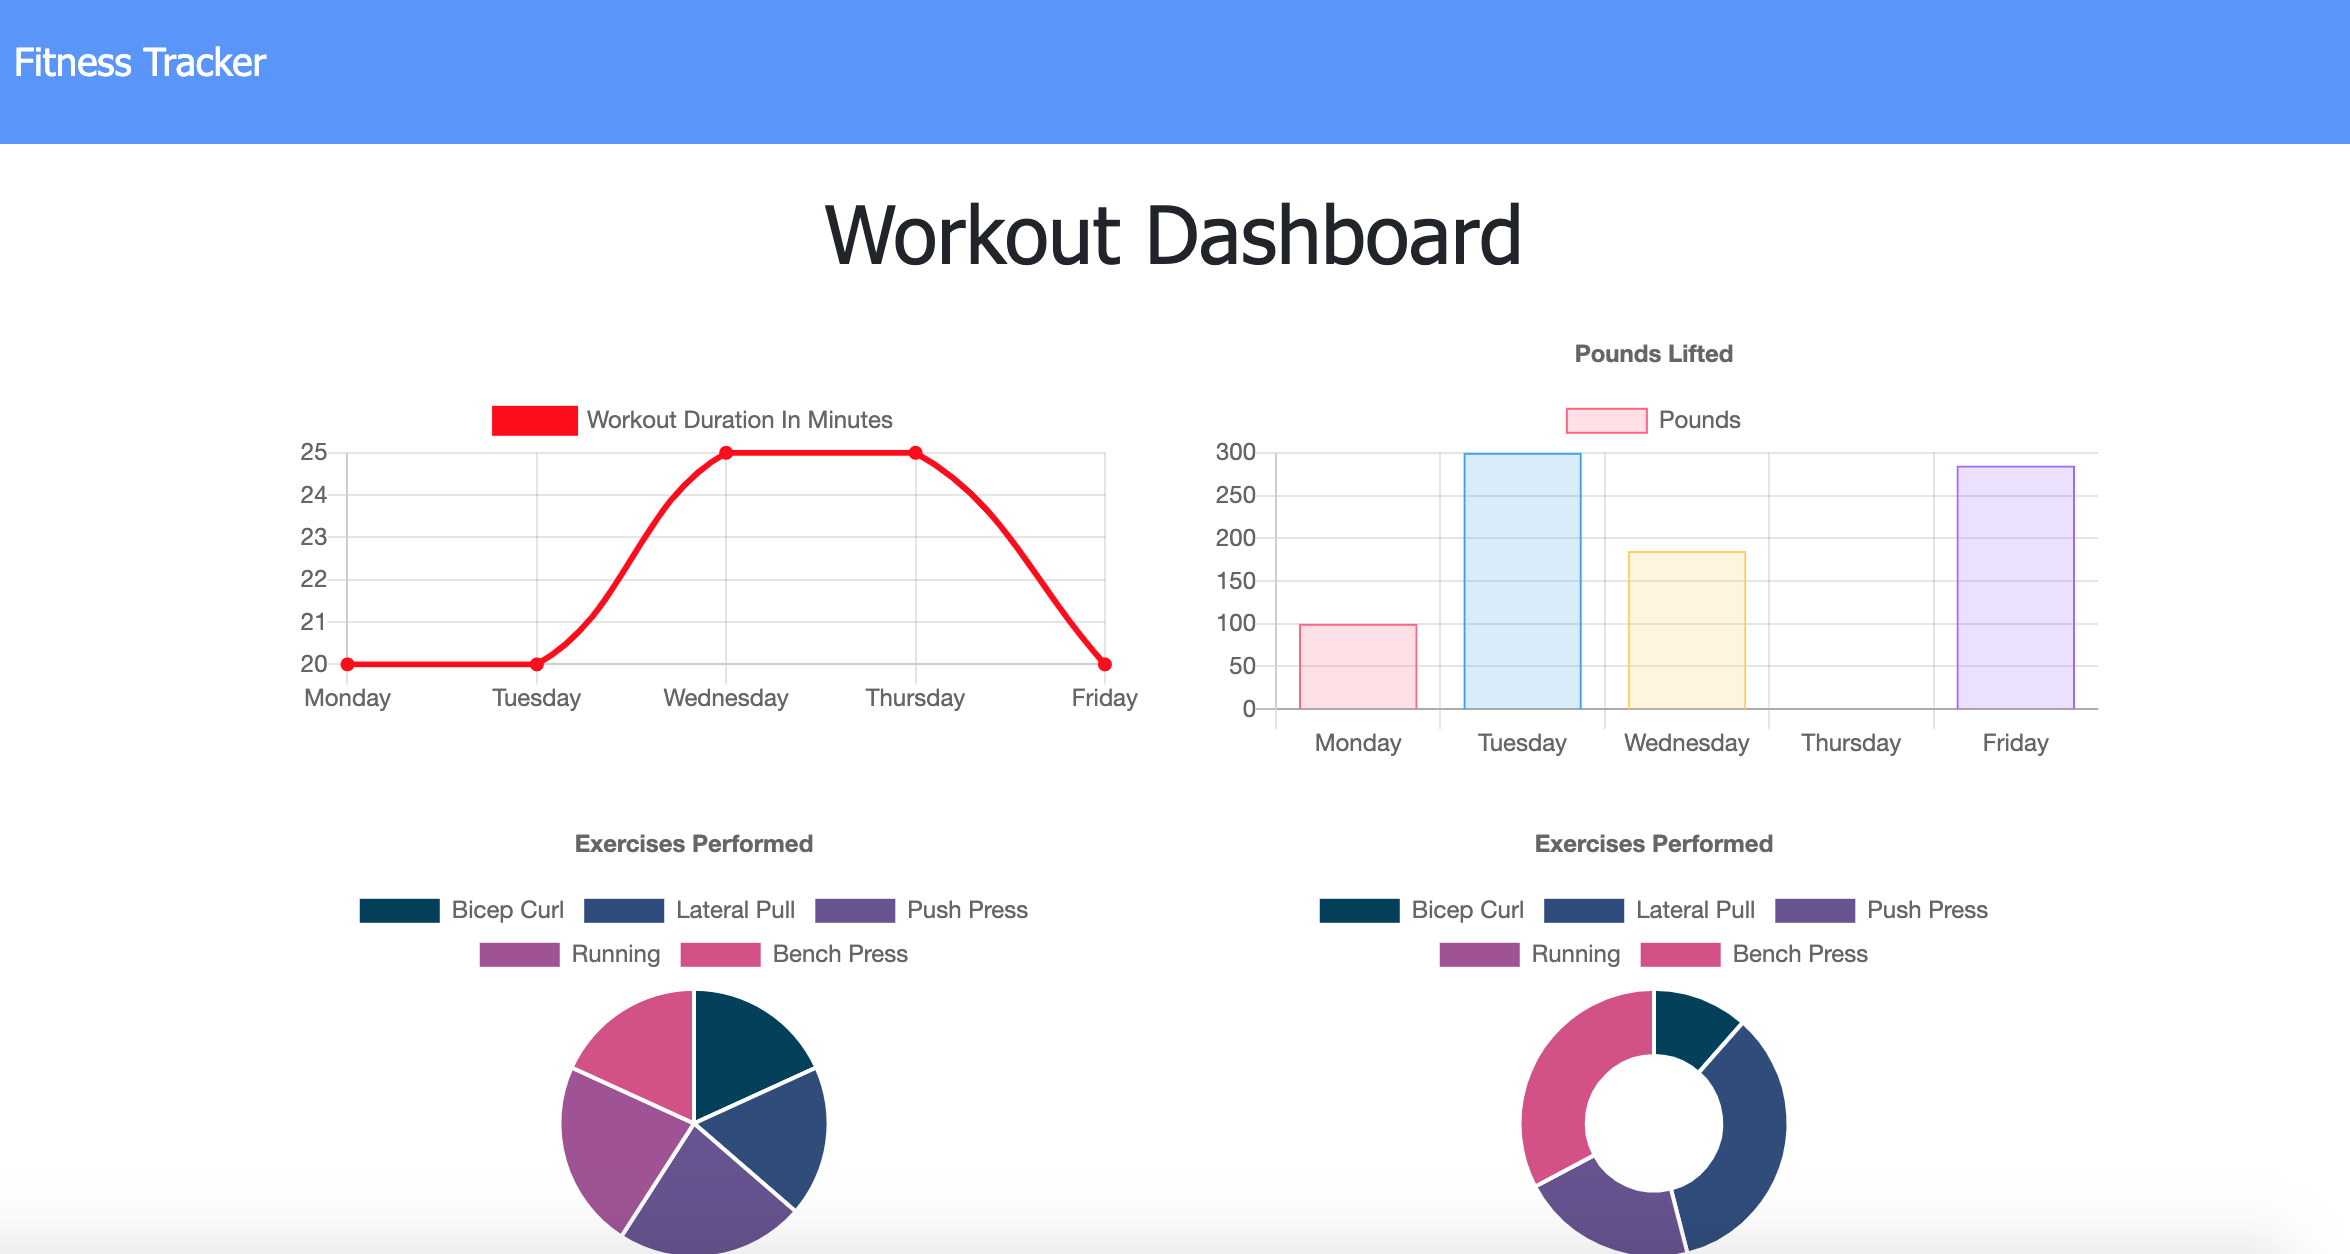 Fitness Tracker
Workout Dashboard
Workout Duration In Minutes
25
24
23
22
21
20
Monday Tuesday Wednesday Thursday Friday
Pounds Lifted
Pounds
300
250
200
150
100
50
0
Monday Tuesday Wednesday Thursday Friday
Exercises Performed
Bicep Curl Lateral Pull Push Press
Running Bench Press
Exercises Performed
Bicep Curl Lateral Pull Push Press
Running Bench Press